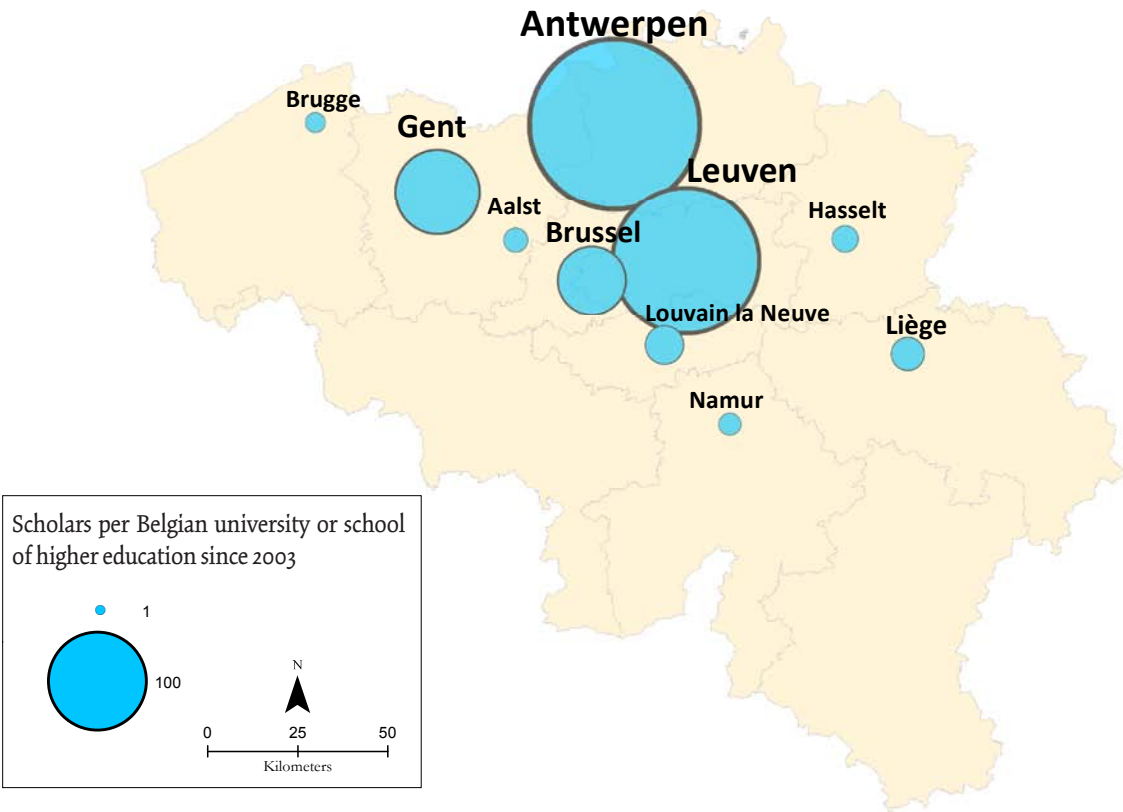 Antwerpen
Brugge
Gent
Leuven
Aalst
Hasselt
Brussel
Louvain la Neuve
Liège
Namur
Scholars per Belgian university or school
of higher education since 2003
1
100
N
0 25 50
Kilometers